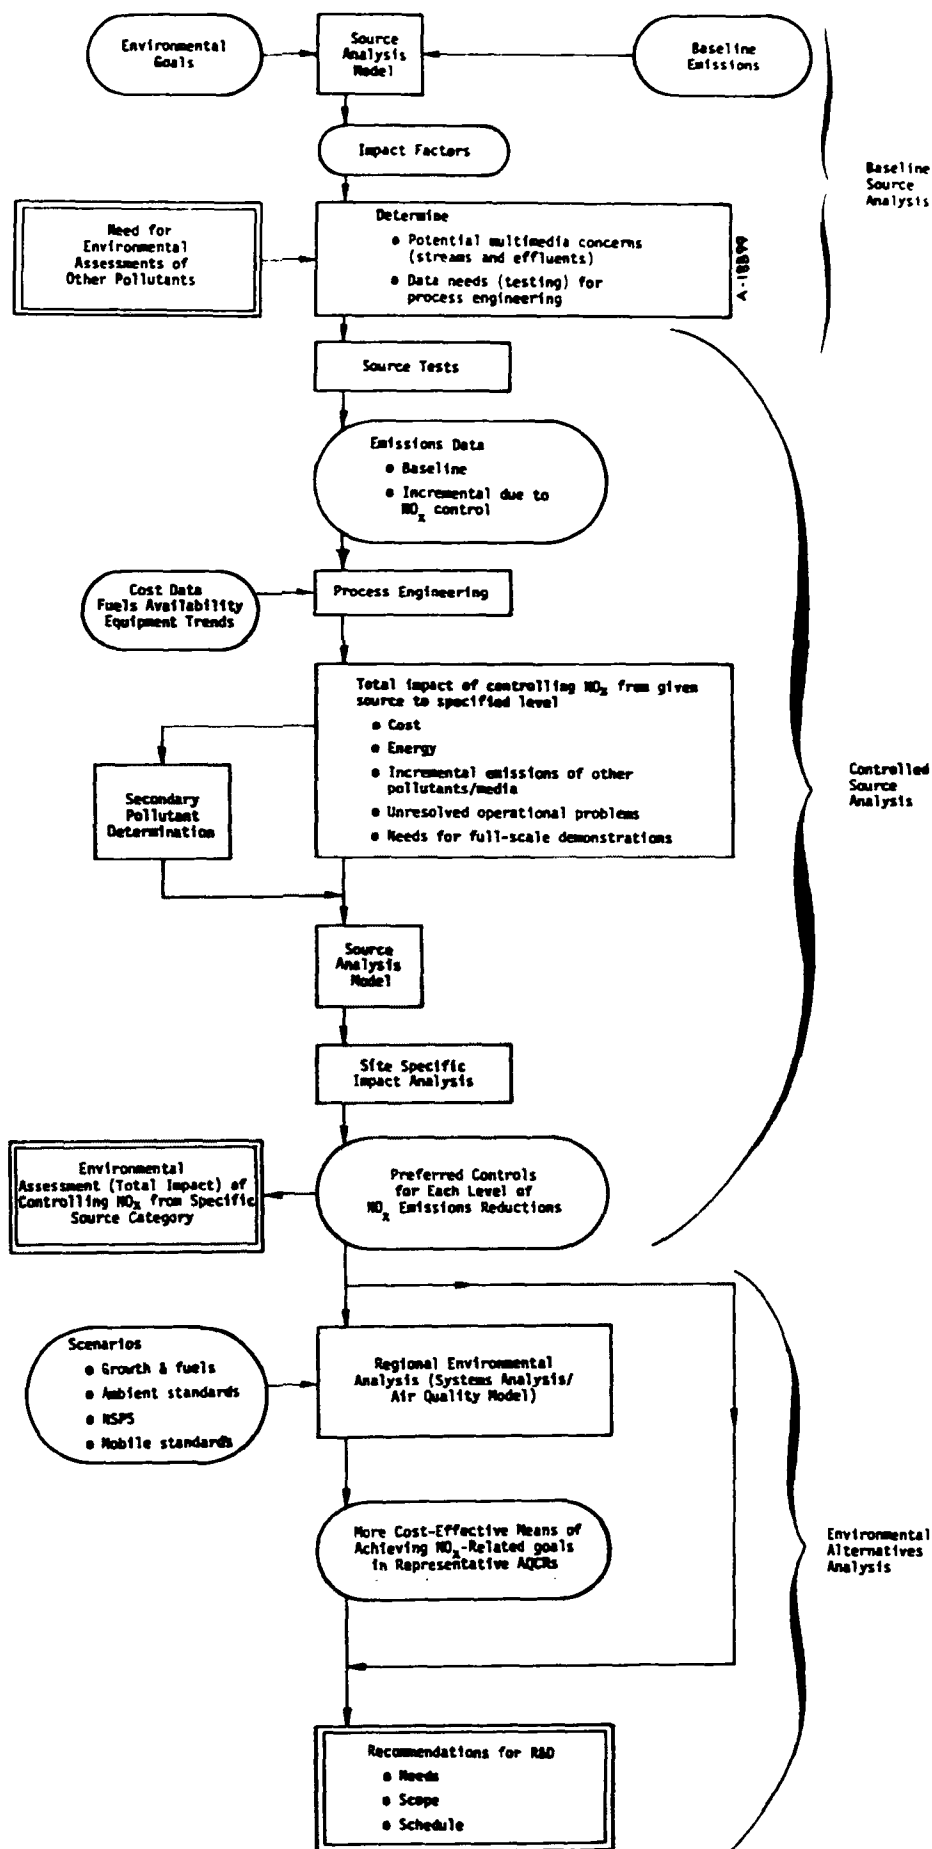 Environmental
Goals
Source
Analysis
Model
Baseline
Emissions
Impact Factors
Baseline
Source
Analysis
Need for
Environmental
Assessments of
Other Pollutants
Determine
● Potential multimedia concerns
(streams and effluents)
● Data needs (testing) for
process engineering
A-18899
Source Tests
Emissions Data
● Baseline
● Incremental due to
NOx control
Cost Data
Fuels Availability
Equipment Trends
Process Engineering
Total impact of controlling NOx from given
source to specified level
● Cost
● Energy
● Incremental emissions of other
pollutants/media
● Unresolved operational problems
● Needs for full-scale demonstrations
Secondary
Pollutant
Determination
Controlled
Source
Analysis
Source
Analysis
Model
Site Specific
Impact Analysis
Environmental
Assessment (Total Impact) of
Controlling NOx from Specific
Source Category
Preferred Controls
for Each Level of
NOx Emissions Reductions
Scenarios
● Growth & fuels
● Ambient standards
● NSPS
● Mobile standards
Regional Environmental
Analysis (Systems Analysis/
Air Quality Model)
More Cost-Effective Means of
Achieving NOx-Related goals
in Representative AQCRs
Environmental
Alternatives
Analysis
Recommendations for R&D
● Needs
● Scope
● Schedule